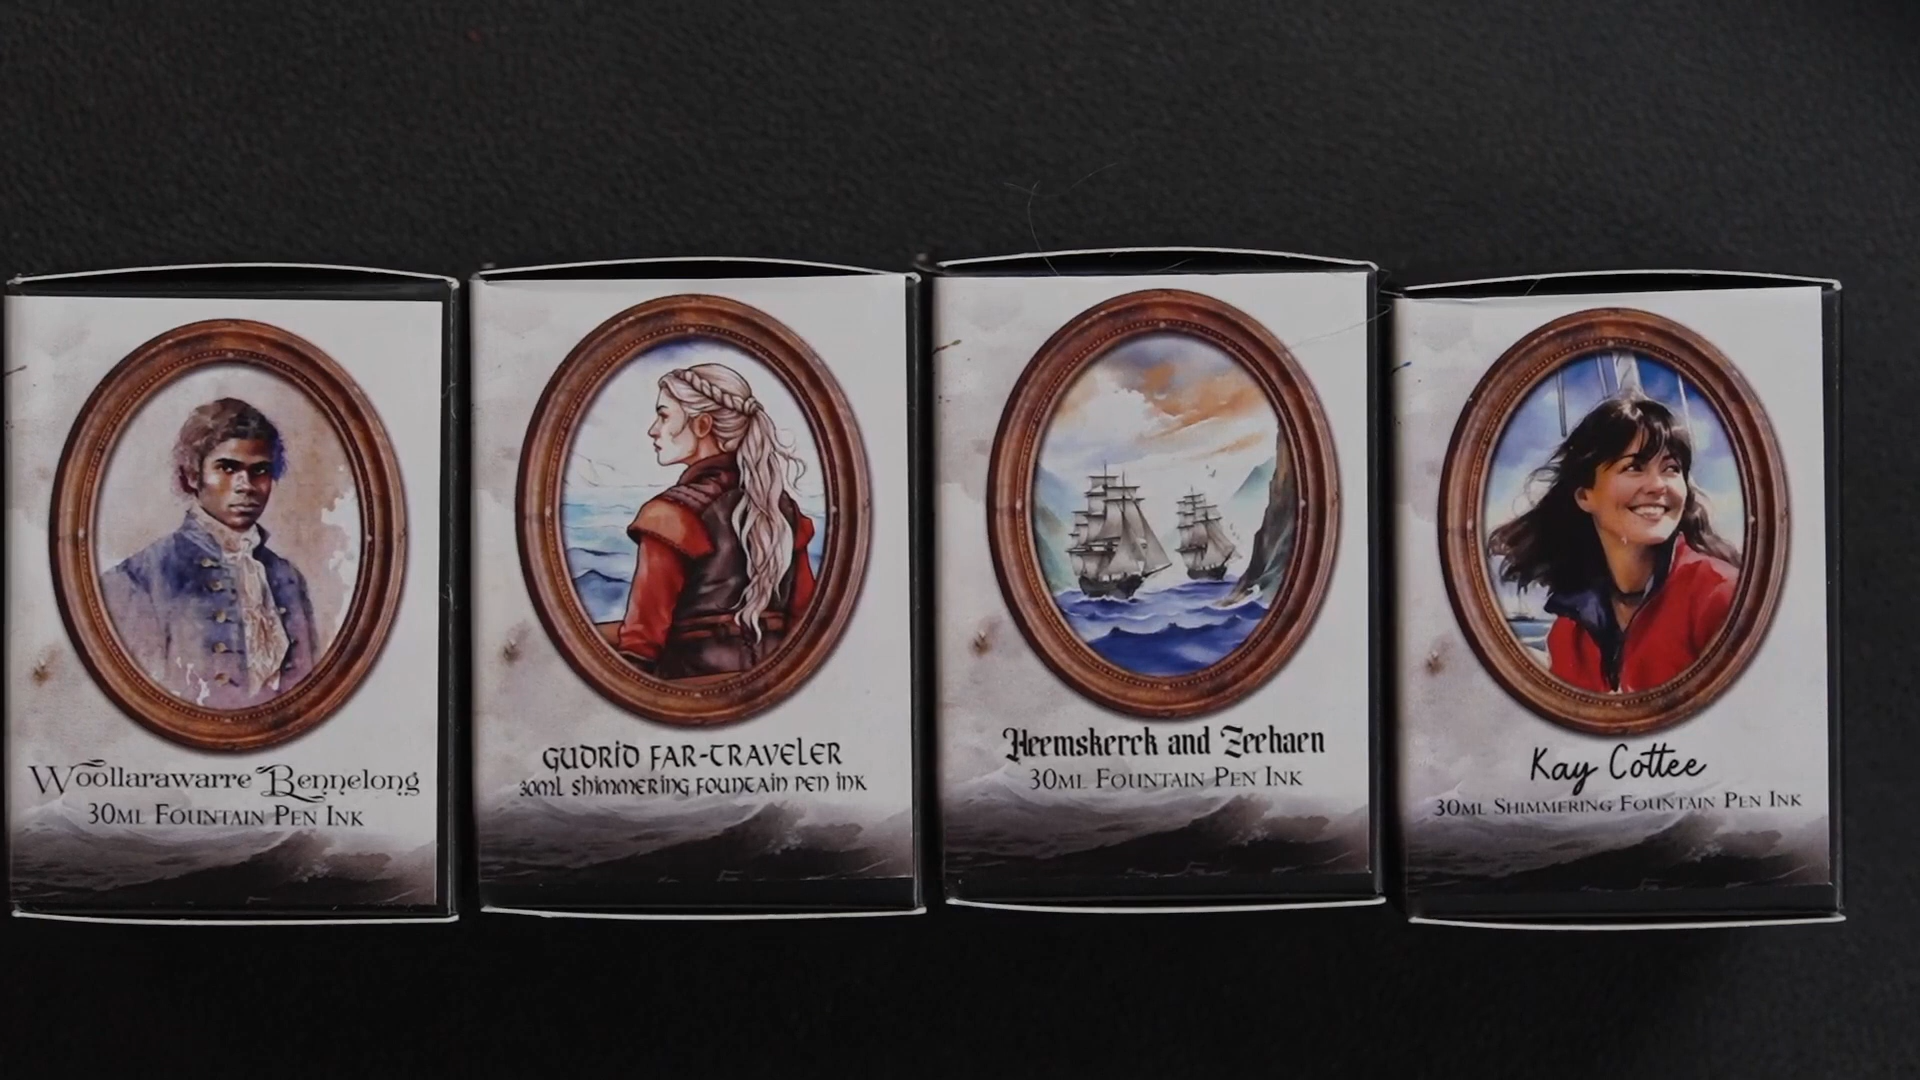 Woollarawarre Bennelong
30ml Fountain Pen Ink
Gudrid Far-Traveler
30ml Shimmering Fountain Pen Ink
Heemskerck and Zeehaen
30ml Fountain Pen Ink
Kay Cottee
30ml Shimmering Fountain Pen Ink